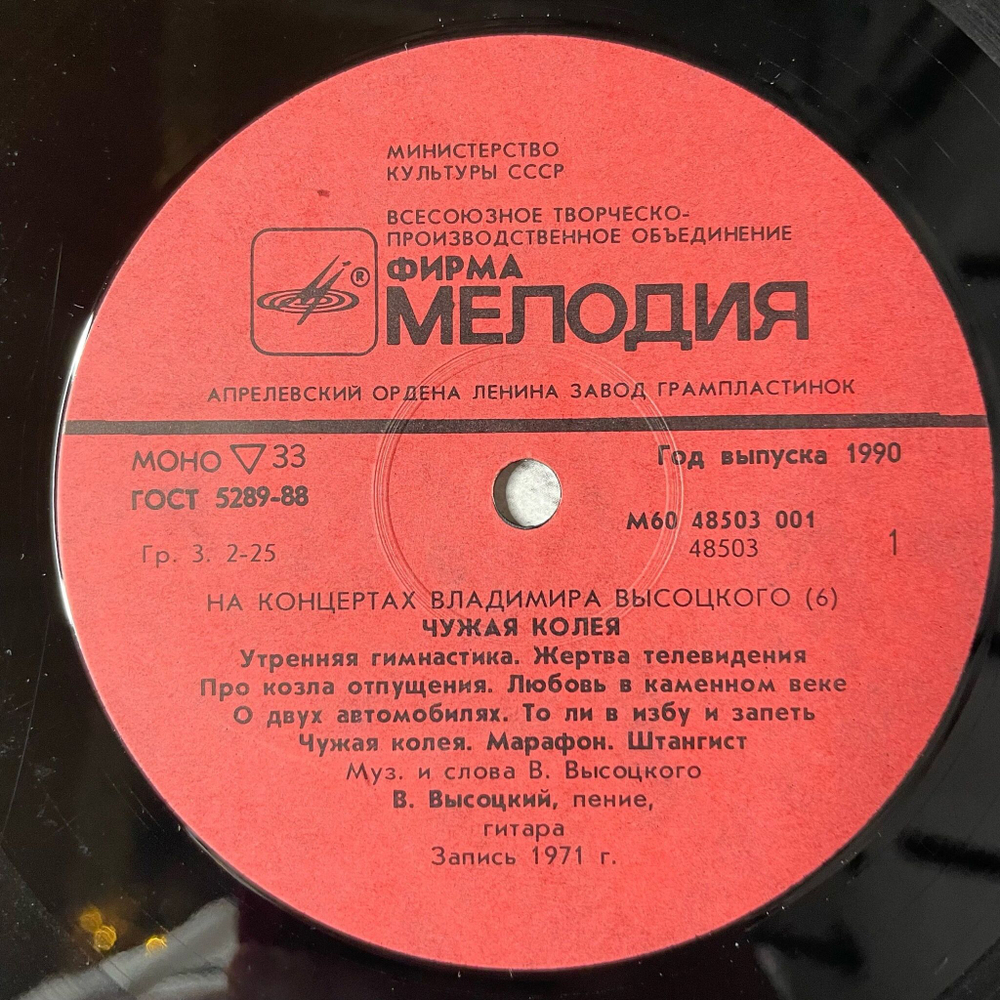 МИНИСТЕРСТВО
КУЛЬТУРЫ СССР
ВСЕСОЮЗНОЕ ТВОРЧЕСКО-
ПРОИЗВОДСТВЕННОЕ ОБЪЕДИНЕНИЕ
ФИРМА
®
МЕЛОДИЯ
АПРЕЛЕВСКИЙ ОРДЕНА ЛЕНИНА ЗАВОД ГРАМПЛАСТИНОК
МОНО ▽ 33
Год выпуска 1990
ГОСТ 5289-88
М60 48503 001
Гр. 3. 2-25
48503
1
НА КОНЦЕРТАХ ВЛАДИМИРА ВЫСОЦКОГО (6)
ЧУЖАЯ КОЛЕЯ
Утренняя гимнастика. Жертва телевидения
Про козла отпущения. Любовь в каменном веке
О двух автомобилях. То ли в избу и запеть
Чужая колея. Марафон. Штангист
Муз. и слова В. Высоцкого
В. Высоцкий, пение,
гитара
Запись 1971 г.